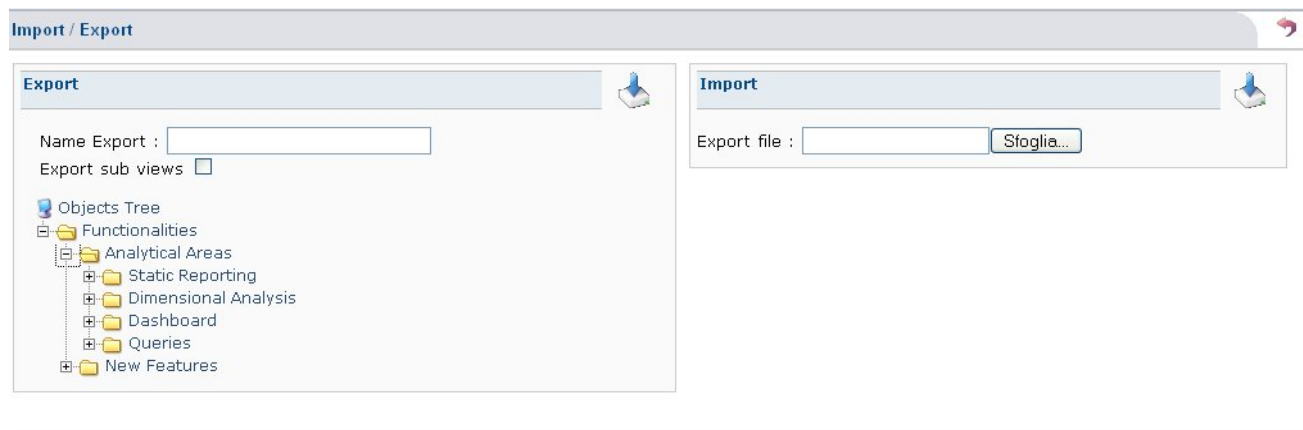 Import / Export
Export
Name Export :
Export sub views
Objects Tree
Functionalities
Analytical Areas
Static Reporting
Dimensional Analysis
Dashboard
Queries
New Features
Import
Export file :
Sfoglia...